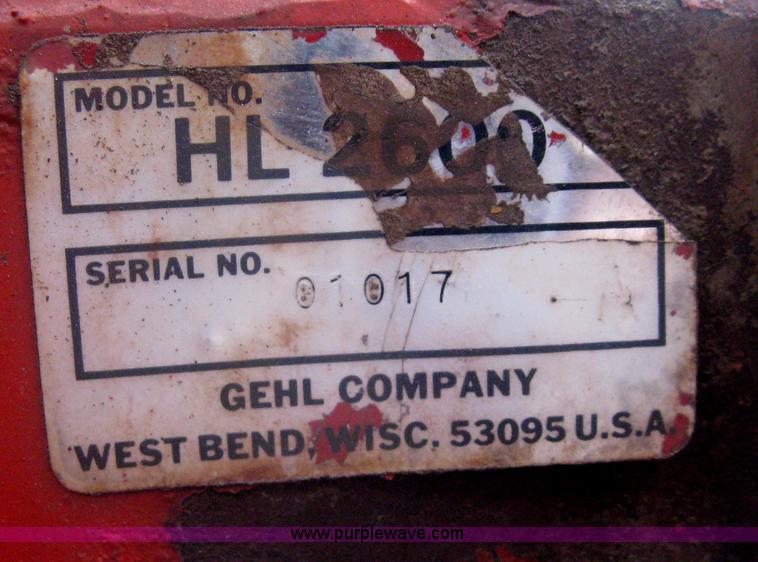 MODEL NO.
HL 2600
SERIAL NO.
01017
GEHL COMPANY
WEST BEND, WISC. 53095 U.S.A.
www.purplewave.com